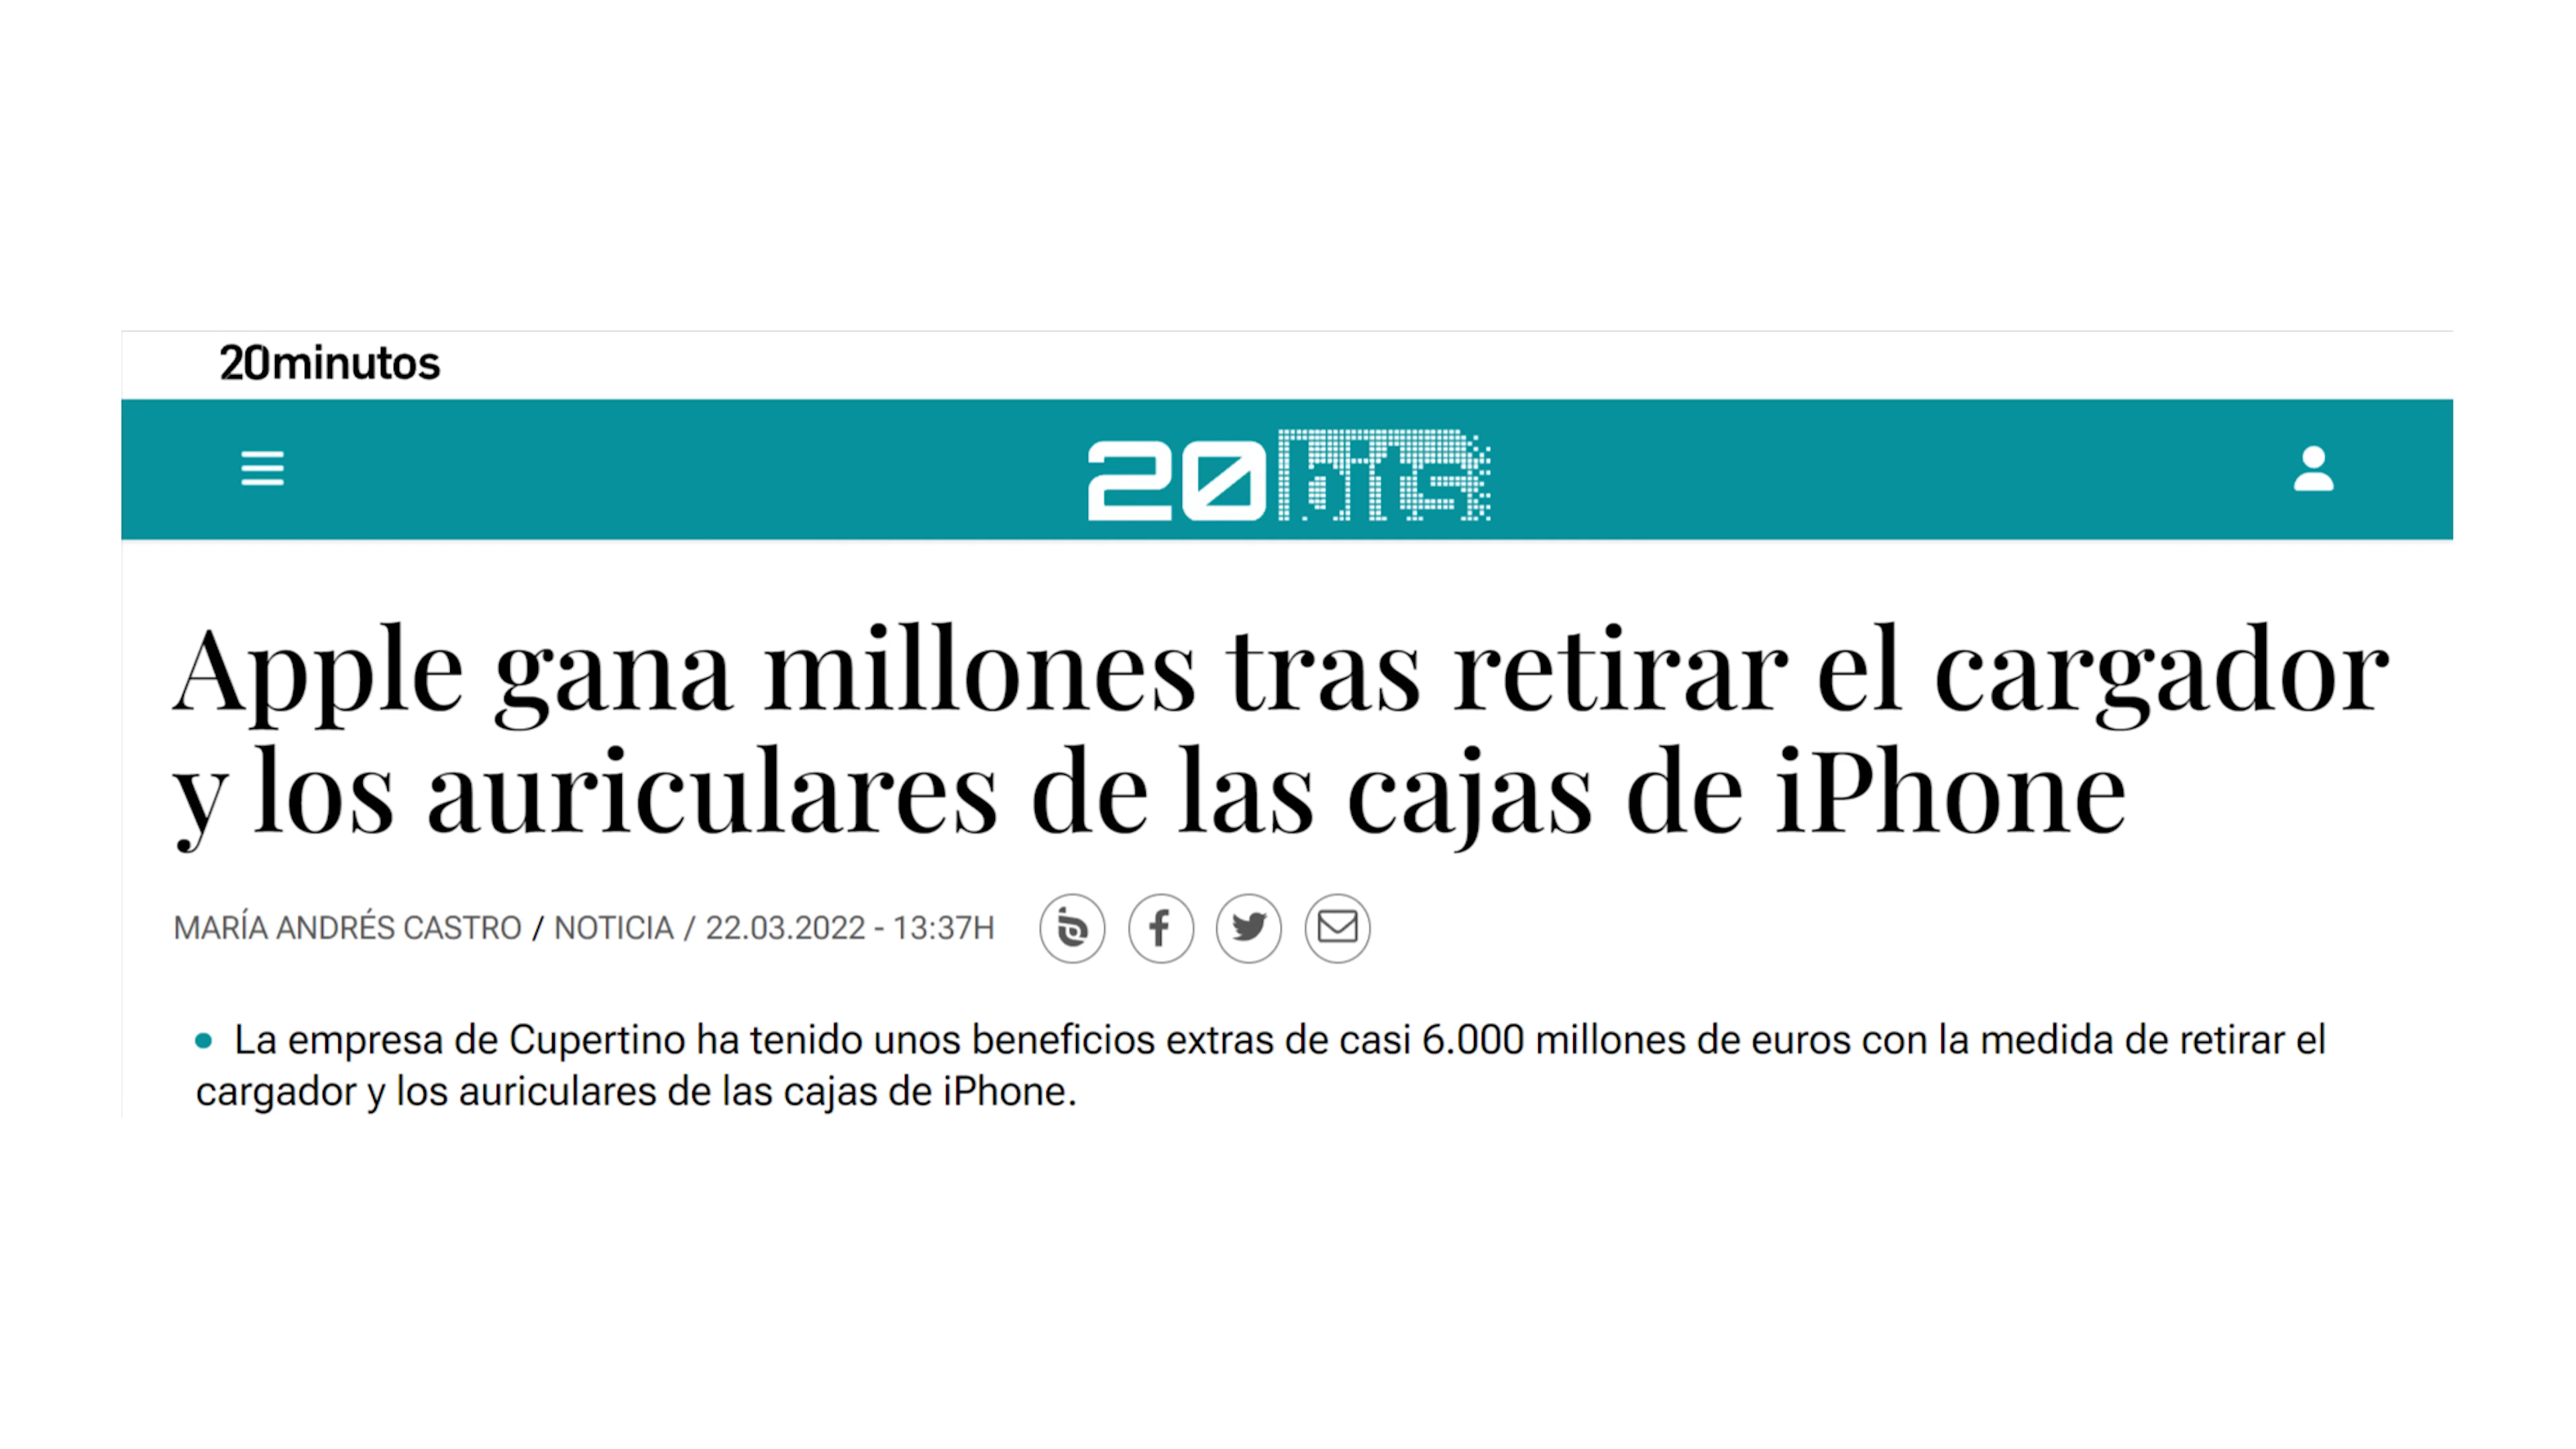 20minutos
20bits
Apple gana millones tras retirar el cargador
y los auriculares de las cajas de iPhone
MARÍA ANDRÉS CASTRO / NOTICIA / 22.03.2022 - 13:37H
• La empresa de Cupertino ha tenido unos beneficios extras de casi 6.000 millones de euros con la medida de retirar el
cargador y los auriculares de las cajas de iPhone.